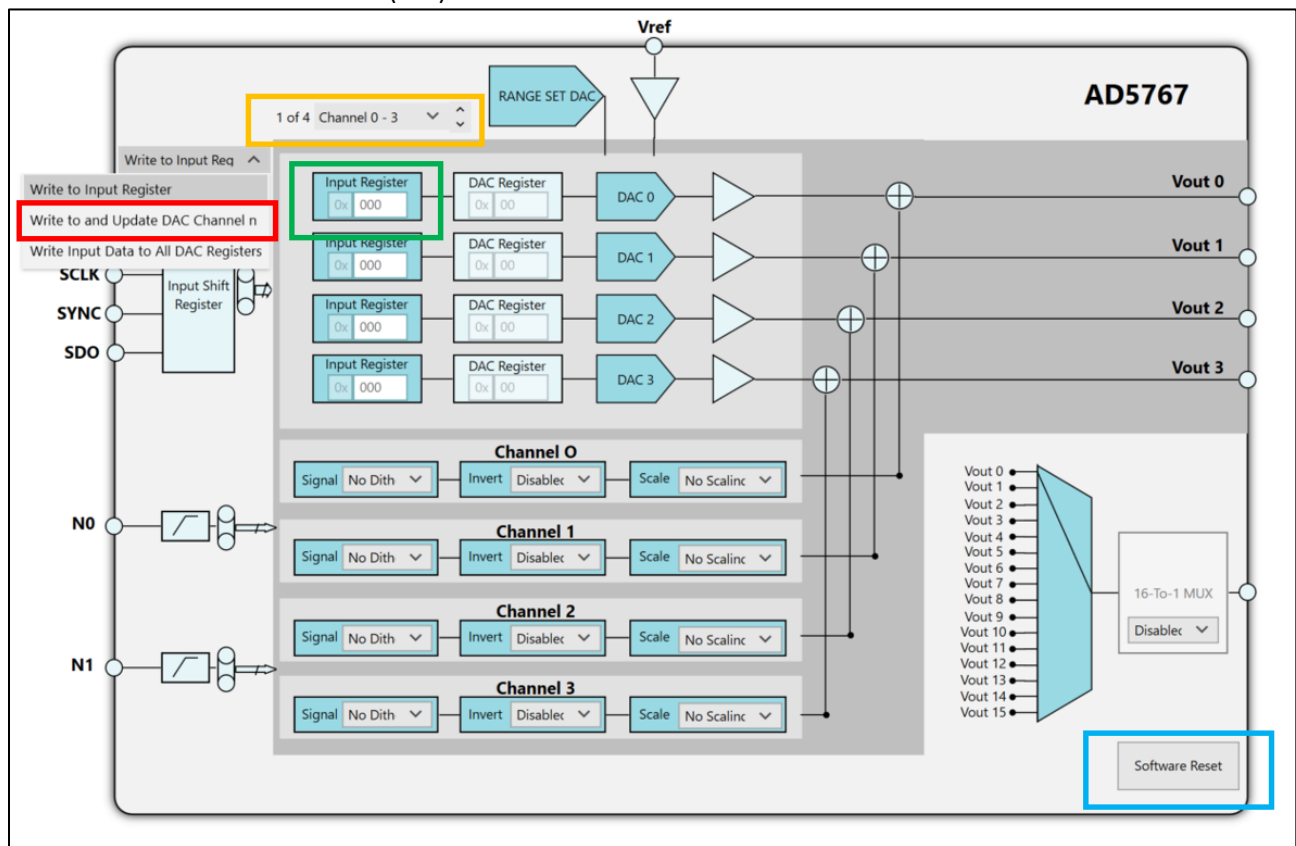 Vref
AD5767
RANGE SET DAC
1 of 4 Channel 0 - 3
Write to Input Req
Write to Input Register
Write to and Update DAC Channel n
Write Input Data to All DAC Registers
Input Register
0x 000
DAC Register
0x 00
DAC 0
Vout 0
Input Register
0x 000
DAC Register
0x 00
DAC 1
Vout 1
Input Register
0x 000
DAC Register
0x 00
DAC 2
Vout 2
Input Register
0x 000
DAC Register
0x 00
DAC 3
Vout 3
SCLK
SYNC
SDO
Input Shift
Register
Channel O
Signal No Dith
Invert Disablec
Scale No Scalinc
N0
Channel 1
Signal No Dith
Invert Disablec
Scale No Scalinc
Channel 2
Signal No Dith
Invert Disablec
Scale No Scalinc
N1
Channel 3
Signal No Dith
Invert Disablec
Scale No Scalinc
Vout 0
Vout 1
Vout 2
Vout 3
Vout 4
Vout 5
Vout 6
Vout 7
Vout 8
Vout 9
Vout 10
Vout 11
Vout 12
Vout 13
Vout 14
Vout 15
16-To-1 MUX
Disablec
Software Reset